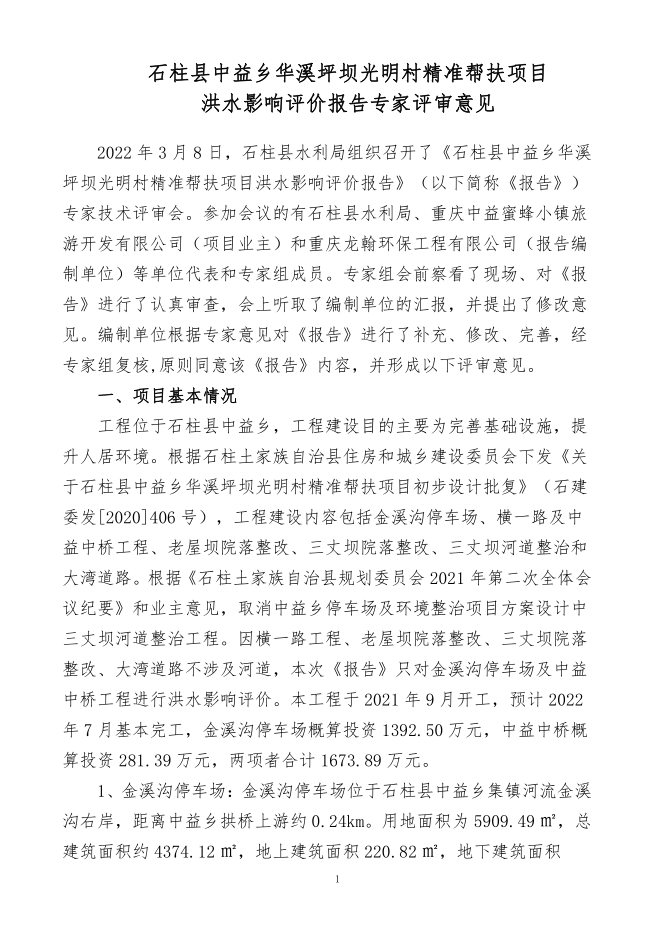 石柱县中益乡华溪坪坝光明村精准帮扶项目
洪水影响评价报告专家评审意见
2022 年 3 月 8 日，石柱县水利局组织召开了《石柱县中益乡华溪
坪坝光明村精准帮扶项目洪水影响评价报告》（以下简称《报告》）
专家技术评审会。参加会议的有石柱县水利局、重庆中益蜜蜂小镇旅
游开发有限公司（项目业主）和重庆龙翰环保工程有限公司（报告编
制单位）等单位代表和专家组成员。专家组会前察看了现场、对《报
告》进行了认真审查，会上听取了编制单位的汇报，并提出了修改意
见。编制单位根据专家意见对《报告》进行了补充、修改、完善，经
专家组复核,原则同意该《报告》内容，并形成以下评审意见。
一、项目基本情况
工程位于石柱县中益乡，工程建设目的主要为完善基础设施，提
升人居环境。根据石柱土家族自治县住房和城乡建设委员会下发《关
于石柱县中益乡华溪坪坝光明村精准帮扶项目初步设计批复》（石建
委发[2020]406 号），工程建设内容包括金溪沟停车场、横一路及中
益中桥工程、老屋坝院落整改、三丈坝院落整改、三丈坝河道整治和
大湾道路。根据《石柱土家族自治县规划委员会 2021 年第二次全体会
议纪要》和业主意见，取消中益乡停车场及环境整治项目方案设计中
三丈坝河道整治工程。因横一路工程、老屋坝院落整改、三丈坝院落
整改、大湾道路不涉及河道，本次《报告》只对金溪沟停车场及中益
中桥工程进行洪水影响评价。本工程于 2021 年 9 月开工，预计 2022
年 7 月基本完工，金溪沟停车场概算投资 1392.50 万元，中益中桥概
算投资 281.39 万元，两项者合计 1673.89 万元。
1、金溪沟停车场：金溪沟停车场位于石柱县中益乡集镇河流金溪
沟右岸，距离中益乡拱桥上游约 0.24km。用地面积为 5909.49 ㎡，总
建筑面积约 4374.12 ㎡，地上建筑面积 220.82 ㎡，地下建筑面积
1